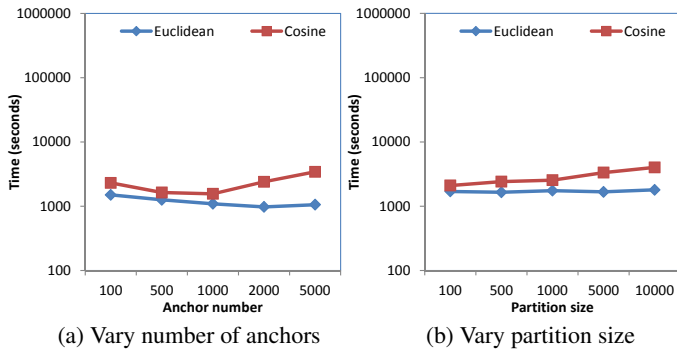 1000000
100000
10000
1000
100
Time (seconds)
Euclidean Cosine
100 500 1000 2000 5000
Anchor number
(a) Vary number of anchors
1000000
100000
10000
1000
100
Time (seconds)
Euclidean Cosine
100 500 1000 5000 10000
Partition size
(b) Vary partition size